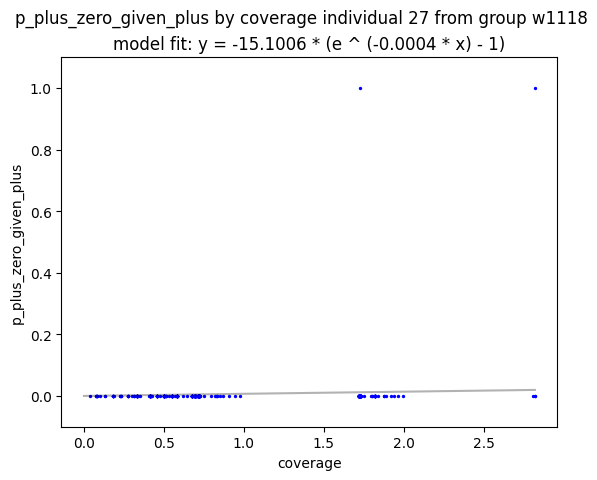 p_plus_zero_given_plus by coverage individual 27 from group w1118
model fit: y = -15.1006 * (e ^ (-0.0004 * x) - 1)
p_plus_zero_given_plus
1.0
0.8
0.6
0.4
0.2
0.0
0.0 0.5 1.0 1.5 2.0 2.5
coverage